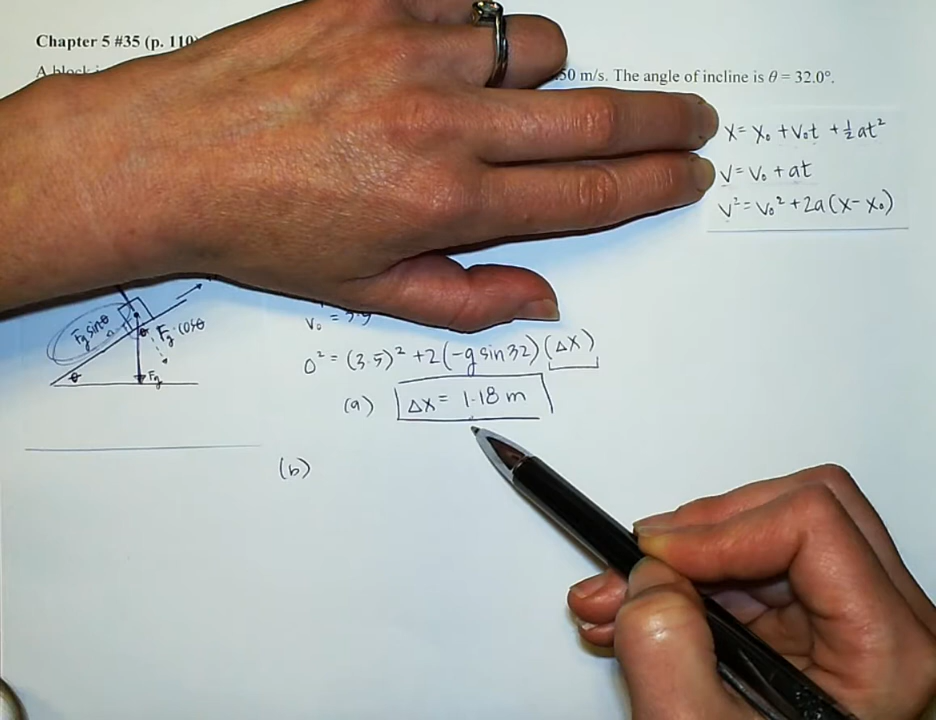 Chapter 5 #35 (p. 110)
A block
50 m/s. The angle of incline is θ = 32.0°.
x = x₀ + v₀t + ½at²
v = v₀ + at
v² = v₀² + 2a(x - x₀)
Fg sinθ
θ
Fg cosθ
θ
Fg
v₀ =
0² = (3.5)² + 2(-g sin 32)(Δx)
(a) Δx = 1.18 m
(b)